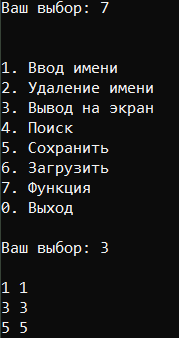 Ваш выбор: 7
1. Ввод имени
2. Удаление имени
3. Вывод на экран
4. Поиск
5. Сохранить
6. Загрузить
7. Функция
0. Выход
Ваш выбор: 3
1 1
3 3
5 5